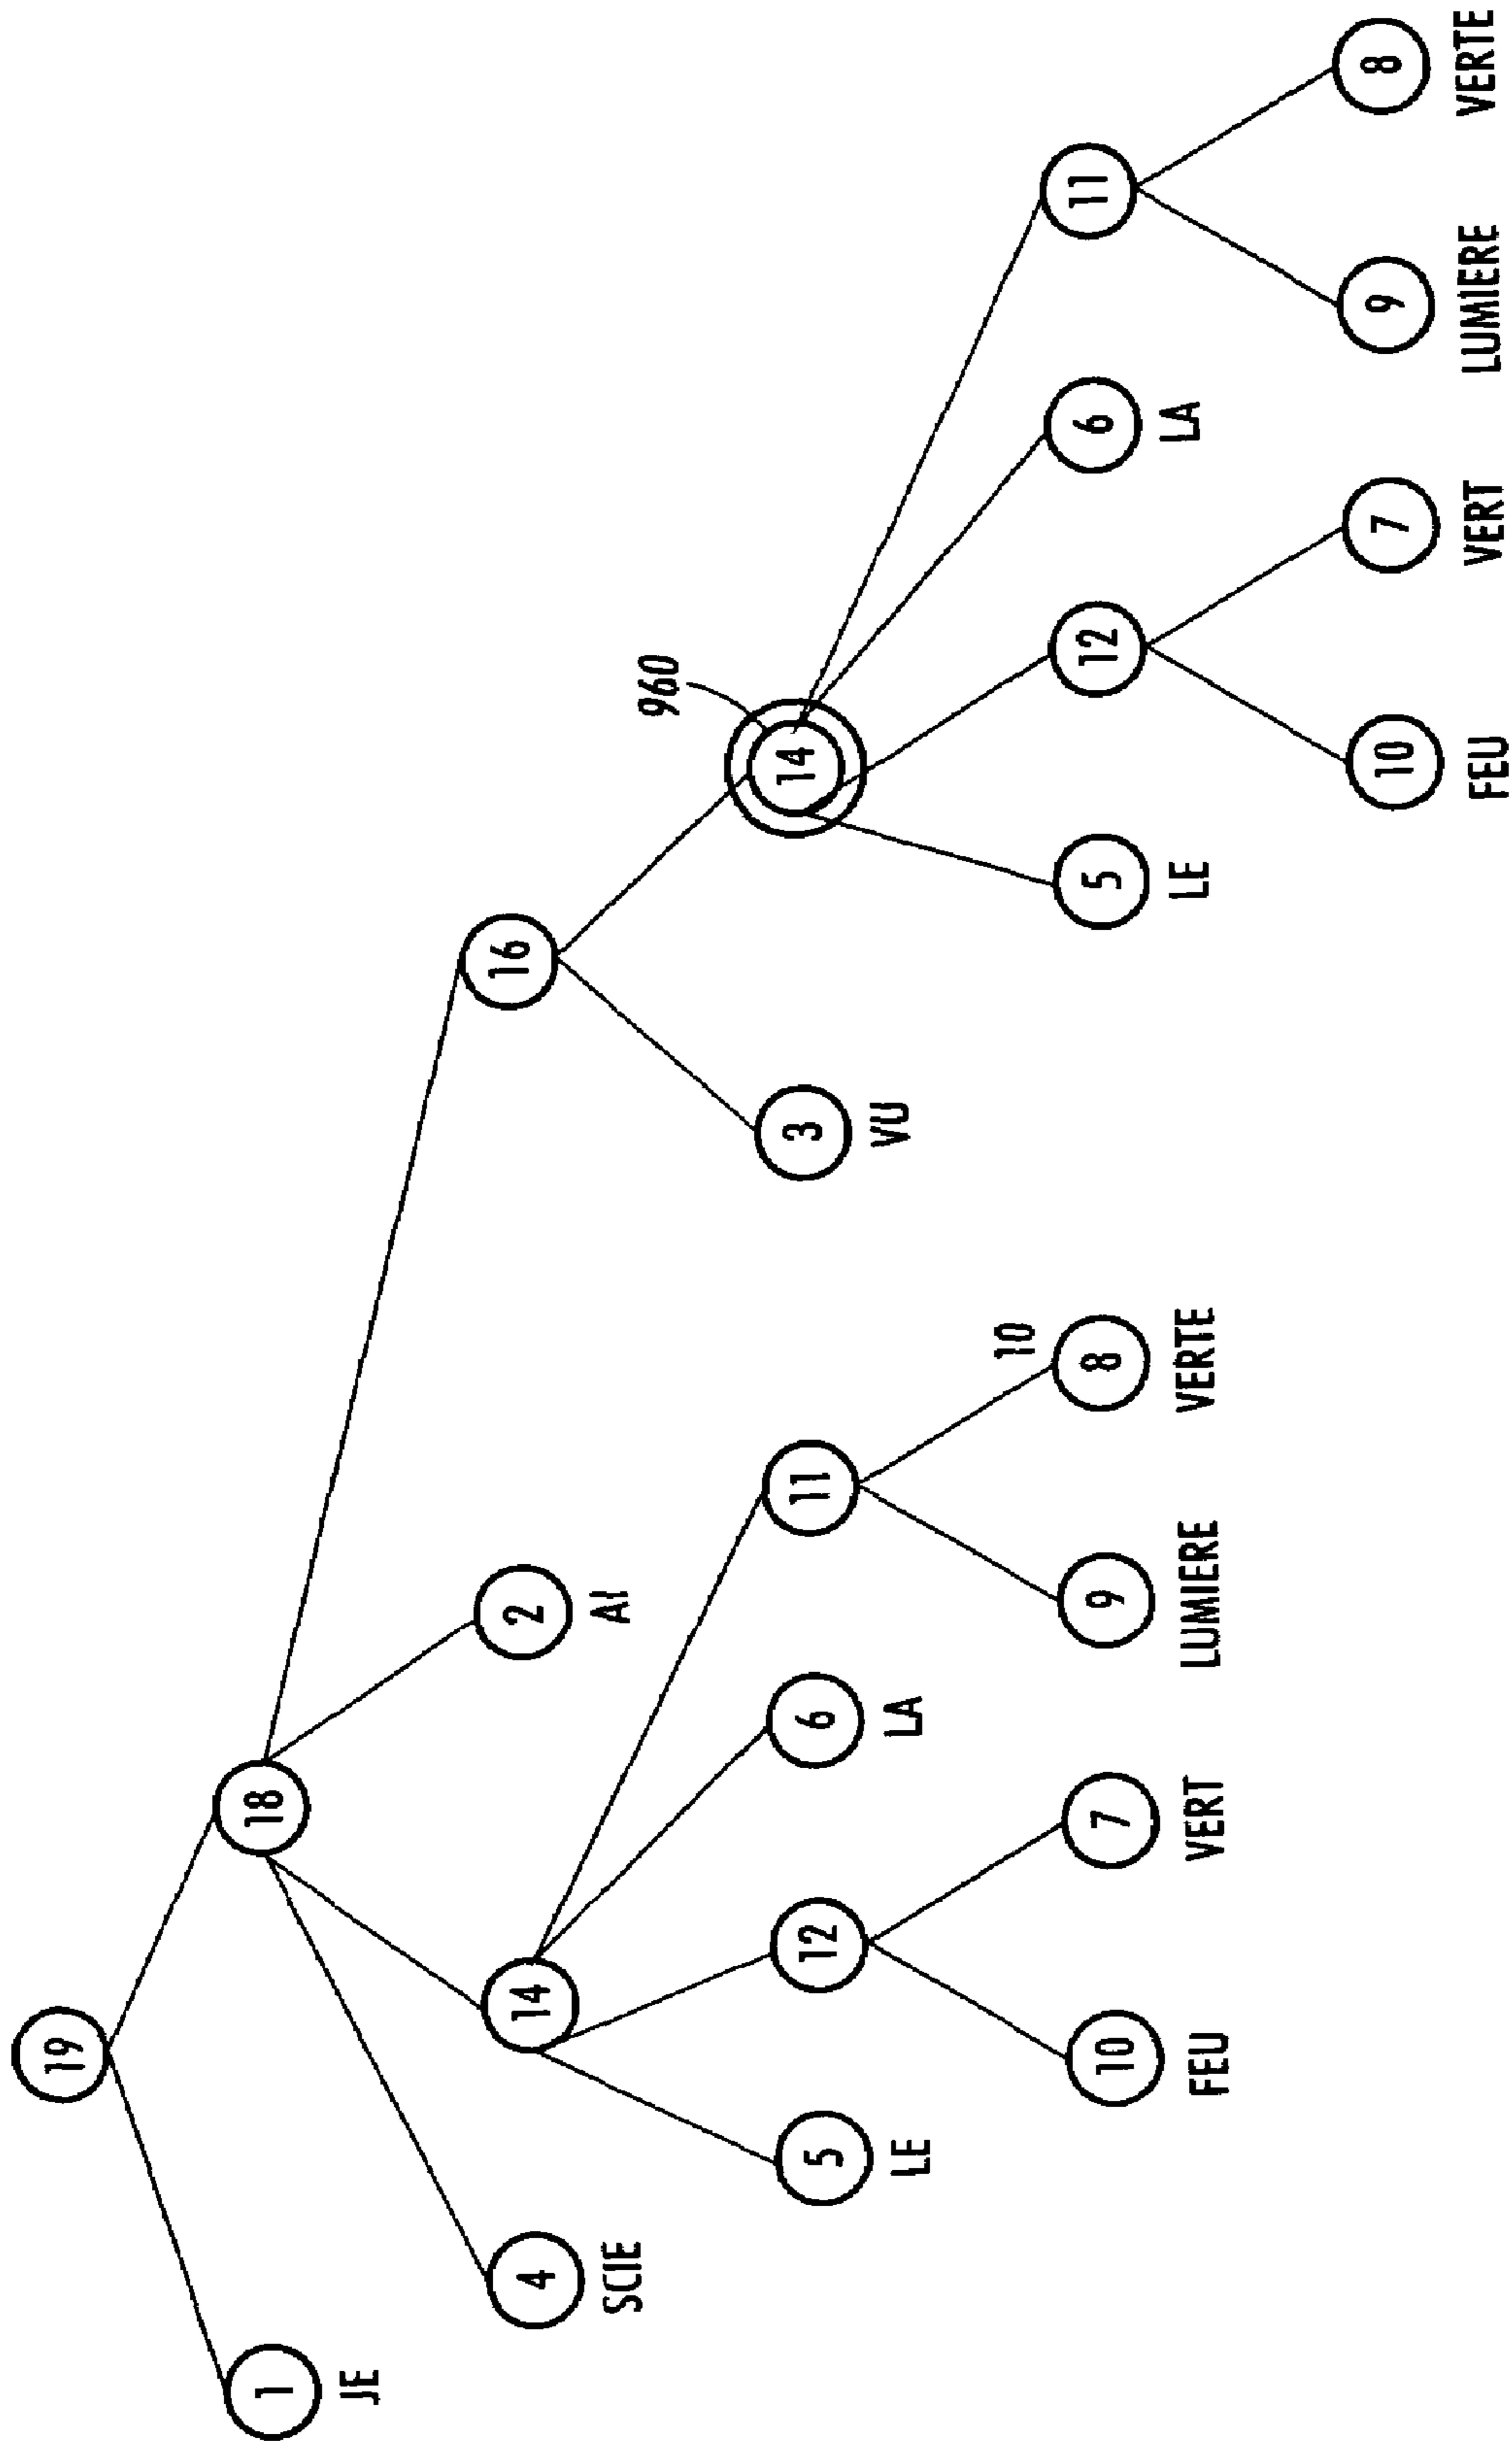 19
1 18
JE
4 14 2 16
SCIE AI
960
5 12 6 11 3 14
LE LA VU
10
10 7 9 8 5 12 6 11
FEU VERT LUMIERE VERTE LE LA
10 7 9 8
FEU VERT LUMIERE VERTE